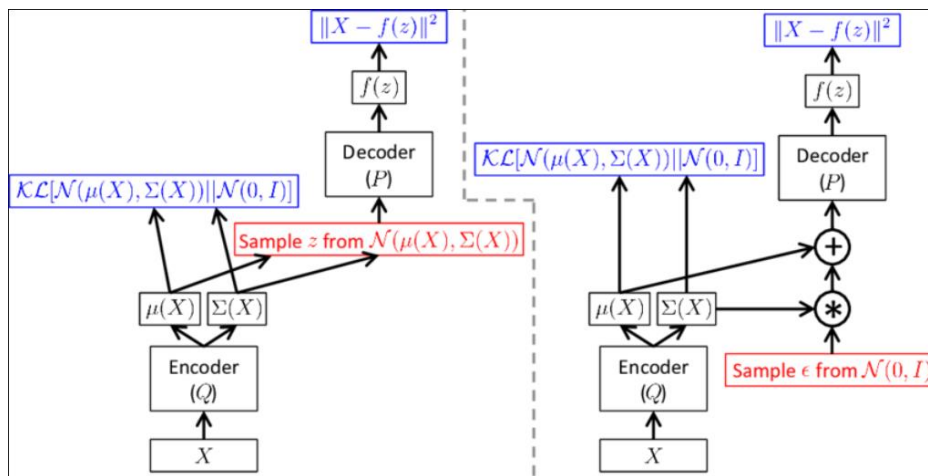 ‖X − f(z)‖²
f(z)
Decoder
(P)
𝒦ℒ[𝒩(μ(X), Σ(X))||𝒩(0, I)]
Sample z from 𝒩(μ(X), Σ(X))
μ(X)
Σ(X)
Encoder
(Q)
X
‖X − f(z)‖²
f(z)
Decoder
(P)
𝒦ℒ[𝒩(μ(X), Σ(X))||𝒩(0, I)]
+
μ(X)
Σ(X)
*
Encoder
(Q)
Sample ϵ from 𝒩(0, I)
X